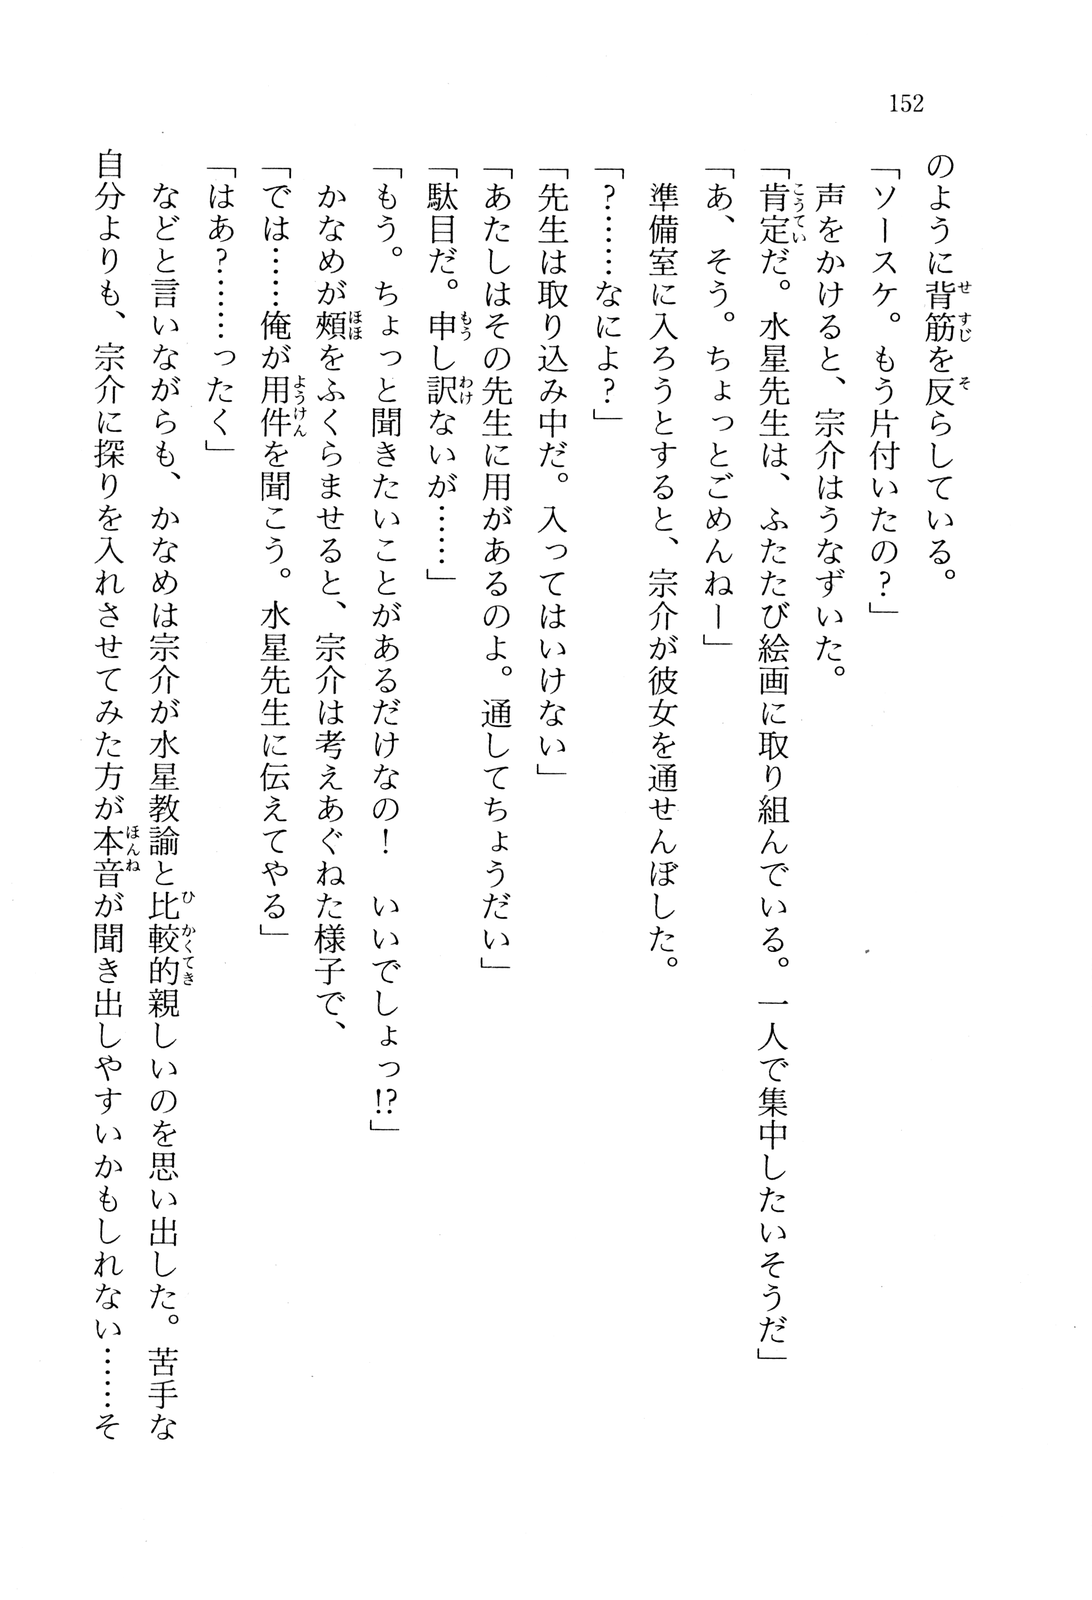 152
のように背筋を反らしている。
「ソースケ。もう片付いたの?」
声をかけると、宗介はうなずいた。
「肯定だ。水星先生は、ふたたび絵画に取り組んでいる。一人で集中したいそうだ」
「あ、そう。ちょっとごめんねー」
準備室に入ろうとすると、宗介が彼女を通せんぼした。
「?……なによ?」
「先生は取り込み中だ。入ってはいけない」
「あたしはその先生に用があるのよ。通してちょうだい」
「駄目だ。申し訳ないが……」
「もう。ちょっと聞きたいことがあるだけなの! いいでしょっ!?」
かなめが頰をふくらませると、宗介は考えあぐねた様子で、
「では……俺が用件を聞こう。水星先生に伝えてやる」
「はあ?………ったく」
などと言いながらも、かなめは宗介が水星教諭と比較的親しいのを思い出した。苦手な
自分よりも、宗介に探りを入れさせてみた方が本音が聞き出しやすいかもしれない……そ